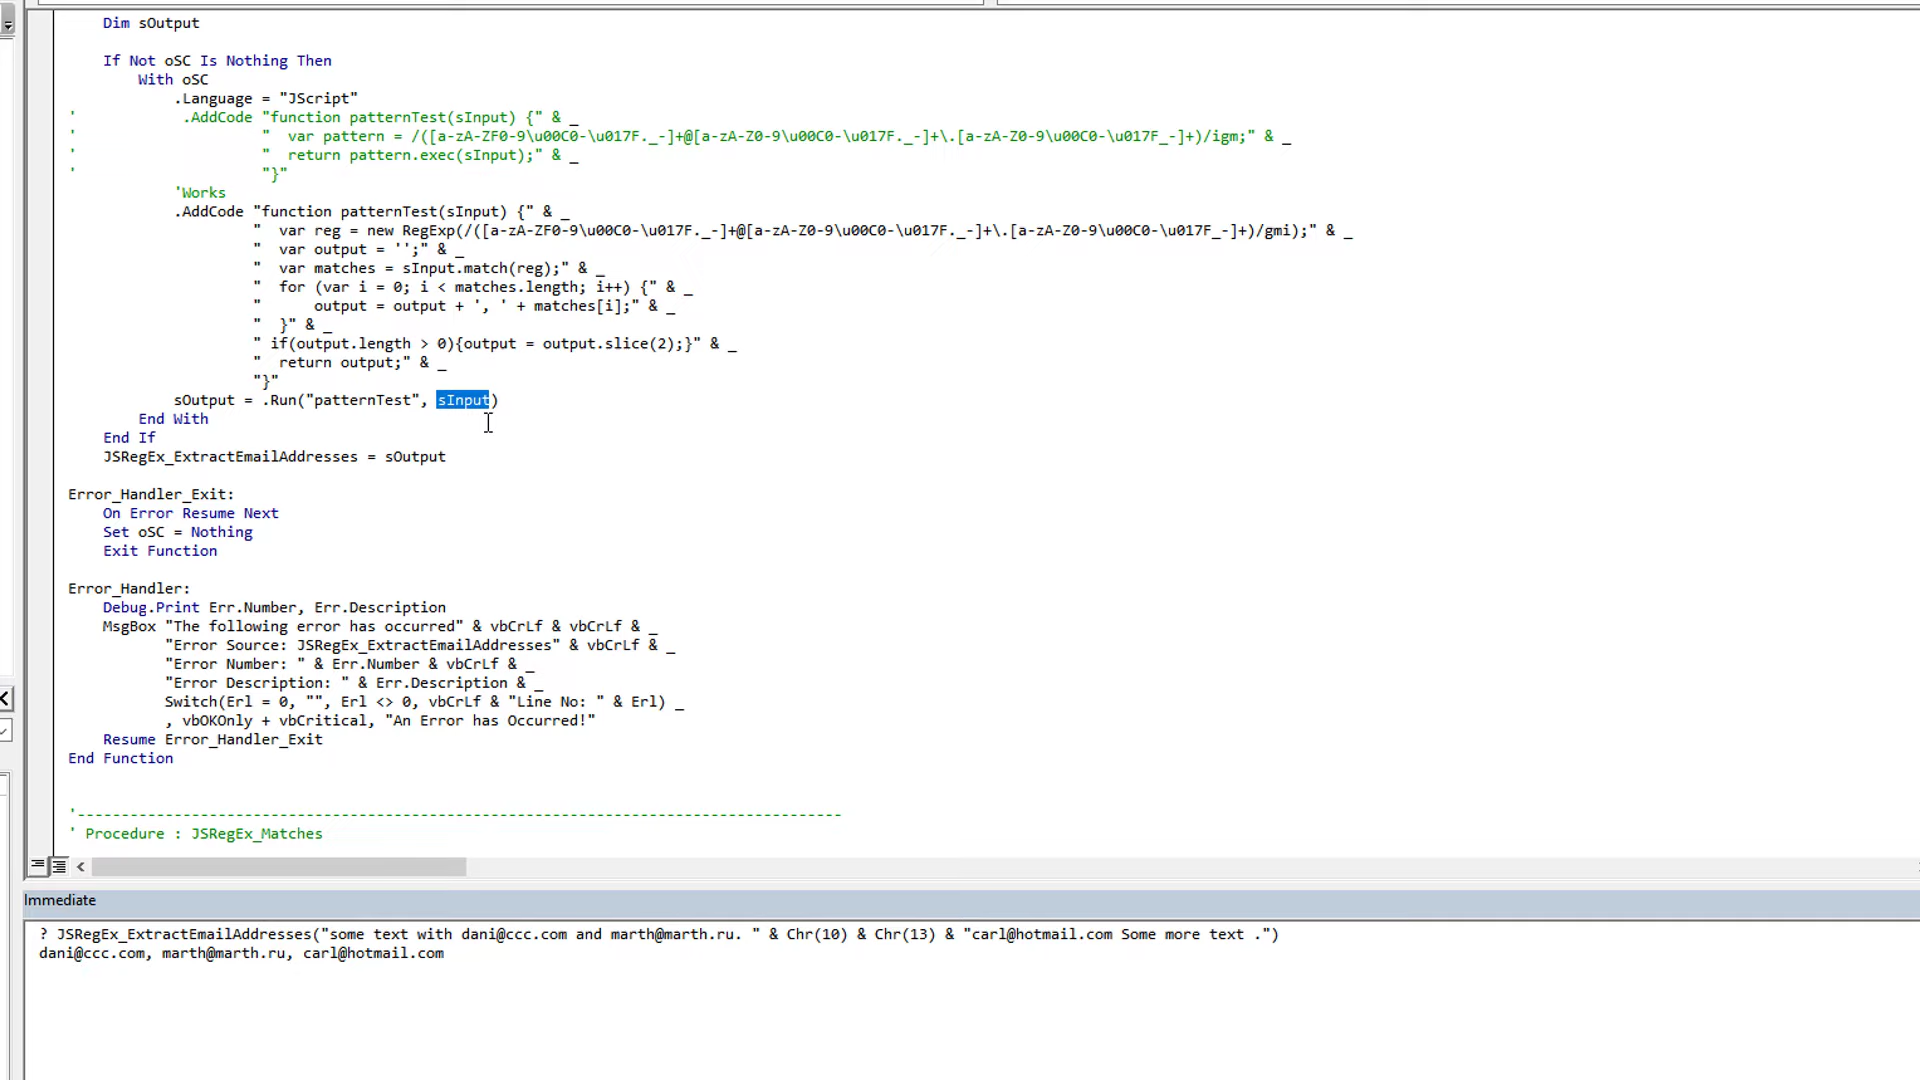 Dim sOutput
If Not oSC Is Nothing Then
With oSC
.Language = "JScript"
' .AddCode "function patternTest(sInput) {" & _
' " var pattern = /([a-zA-ZF0-9\u00C0-\u017F._-]+@[a-zA-Z0-9\u00C0-\u017F._-]+\.[a-zA-Z0-9\u00C0-\u017F_-]+)/igm;" & _
' " return pattern.exec(sInput);" & _
' "}"
'Works
.AddCode "function patternTest(sInput) {" & _
" var reg = new RegExp(/([a-zA-ZF0-9\u00C0-\u017F._-]+@[a-zA-Z0-9\u00C0-\u017F._-]+\.[a-zA-Z0-9\u00C0-\u017F_-]+)/gmi);" & _
" var output = '';" & _
" var matches = sInput.match(reg);" & _
" for (var i = 0; i < matches.length; i++) {" & _
" output = output + ', ' + matches[i];" & _
" }" & _
" if(output.length > 0){output = output.slice(2);}" & _
" return output;" & _
"}"
sOutput = .Run("patternTest", sInput)
End With
End If
JSRegEx_ExtractEmailAddresses = sOutput
Error_Handler_Exit:
On Error Resume Next
Set oSC = Nothing
Exit Function
Error_Handler:
Debug.Print Err.Number, Err.Description
MsgBox "The following error has occurred" & vbCrLf & vbCrLf & _
"Error Source: JSRegEx_ExtractEmailAddresses" & vbCrLf & _
"Error Number: " & Err.Number & vbCrLf & _
"Error Description: " & Err.Description & _
Switch(Erl = 0, "", Erl <> 0, vbCrLf & "Line No: " & Erl) _
, vbOKOnly + vbCritical, "An Error has Occurred!"
Resume Error_Handler_Exit
End Function
'---------------------------------------------------------------------------------------
' Procedure : JSRegEx_Matches
Immediate
? JSRegEx_ExtractEmailAddresses("some text with dani@ccc.com and marth@marth.ru. " & Chr(10) & Chr(13) & "carl@hotmail.com Some more text .")
dani@ccc.com, marth@marth.ru, carl@hotmail.com